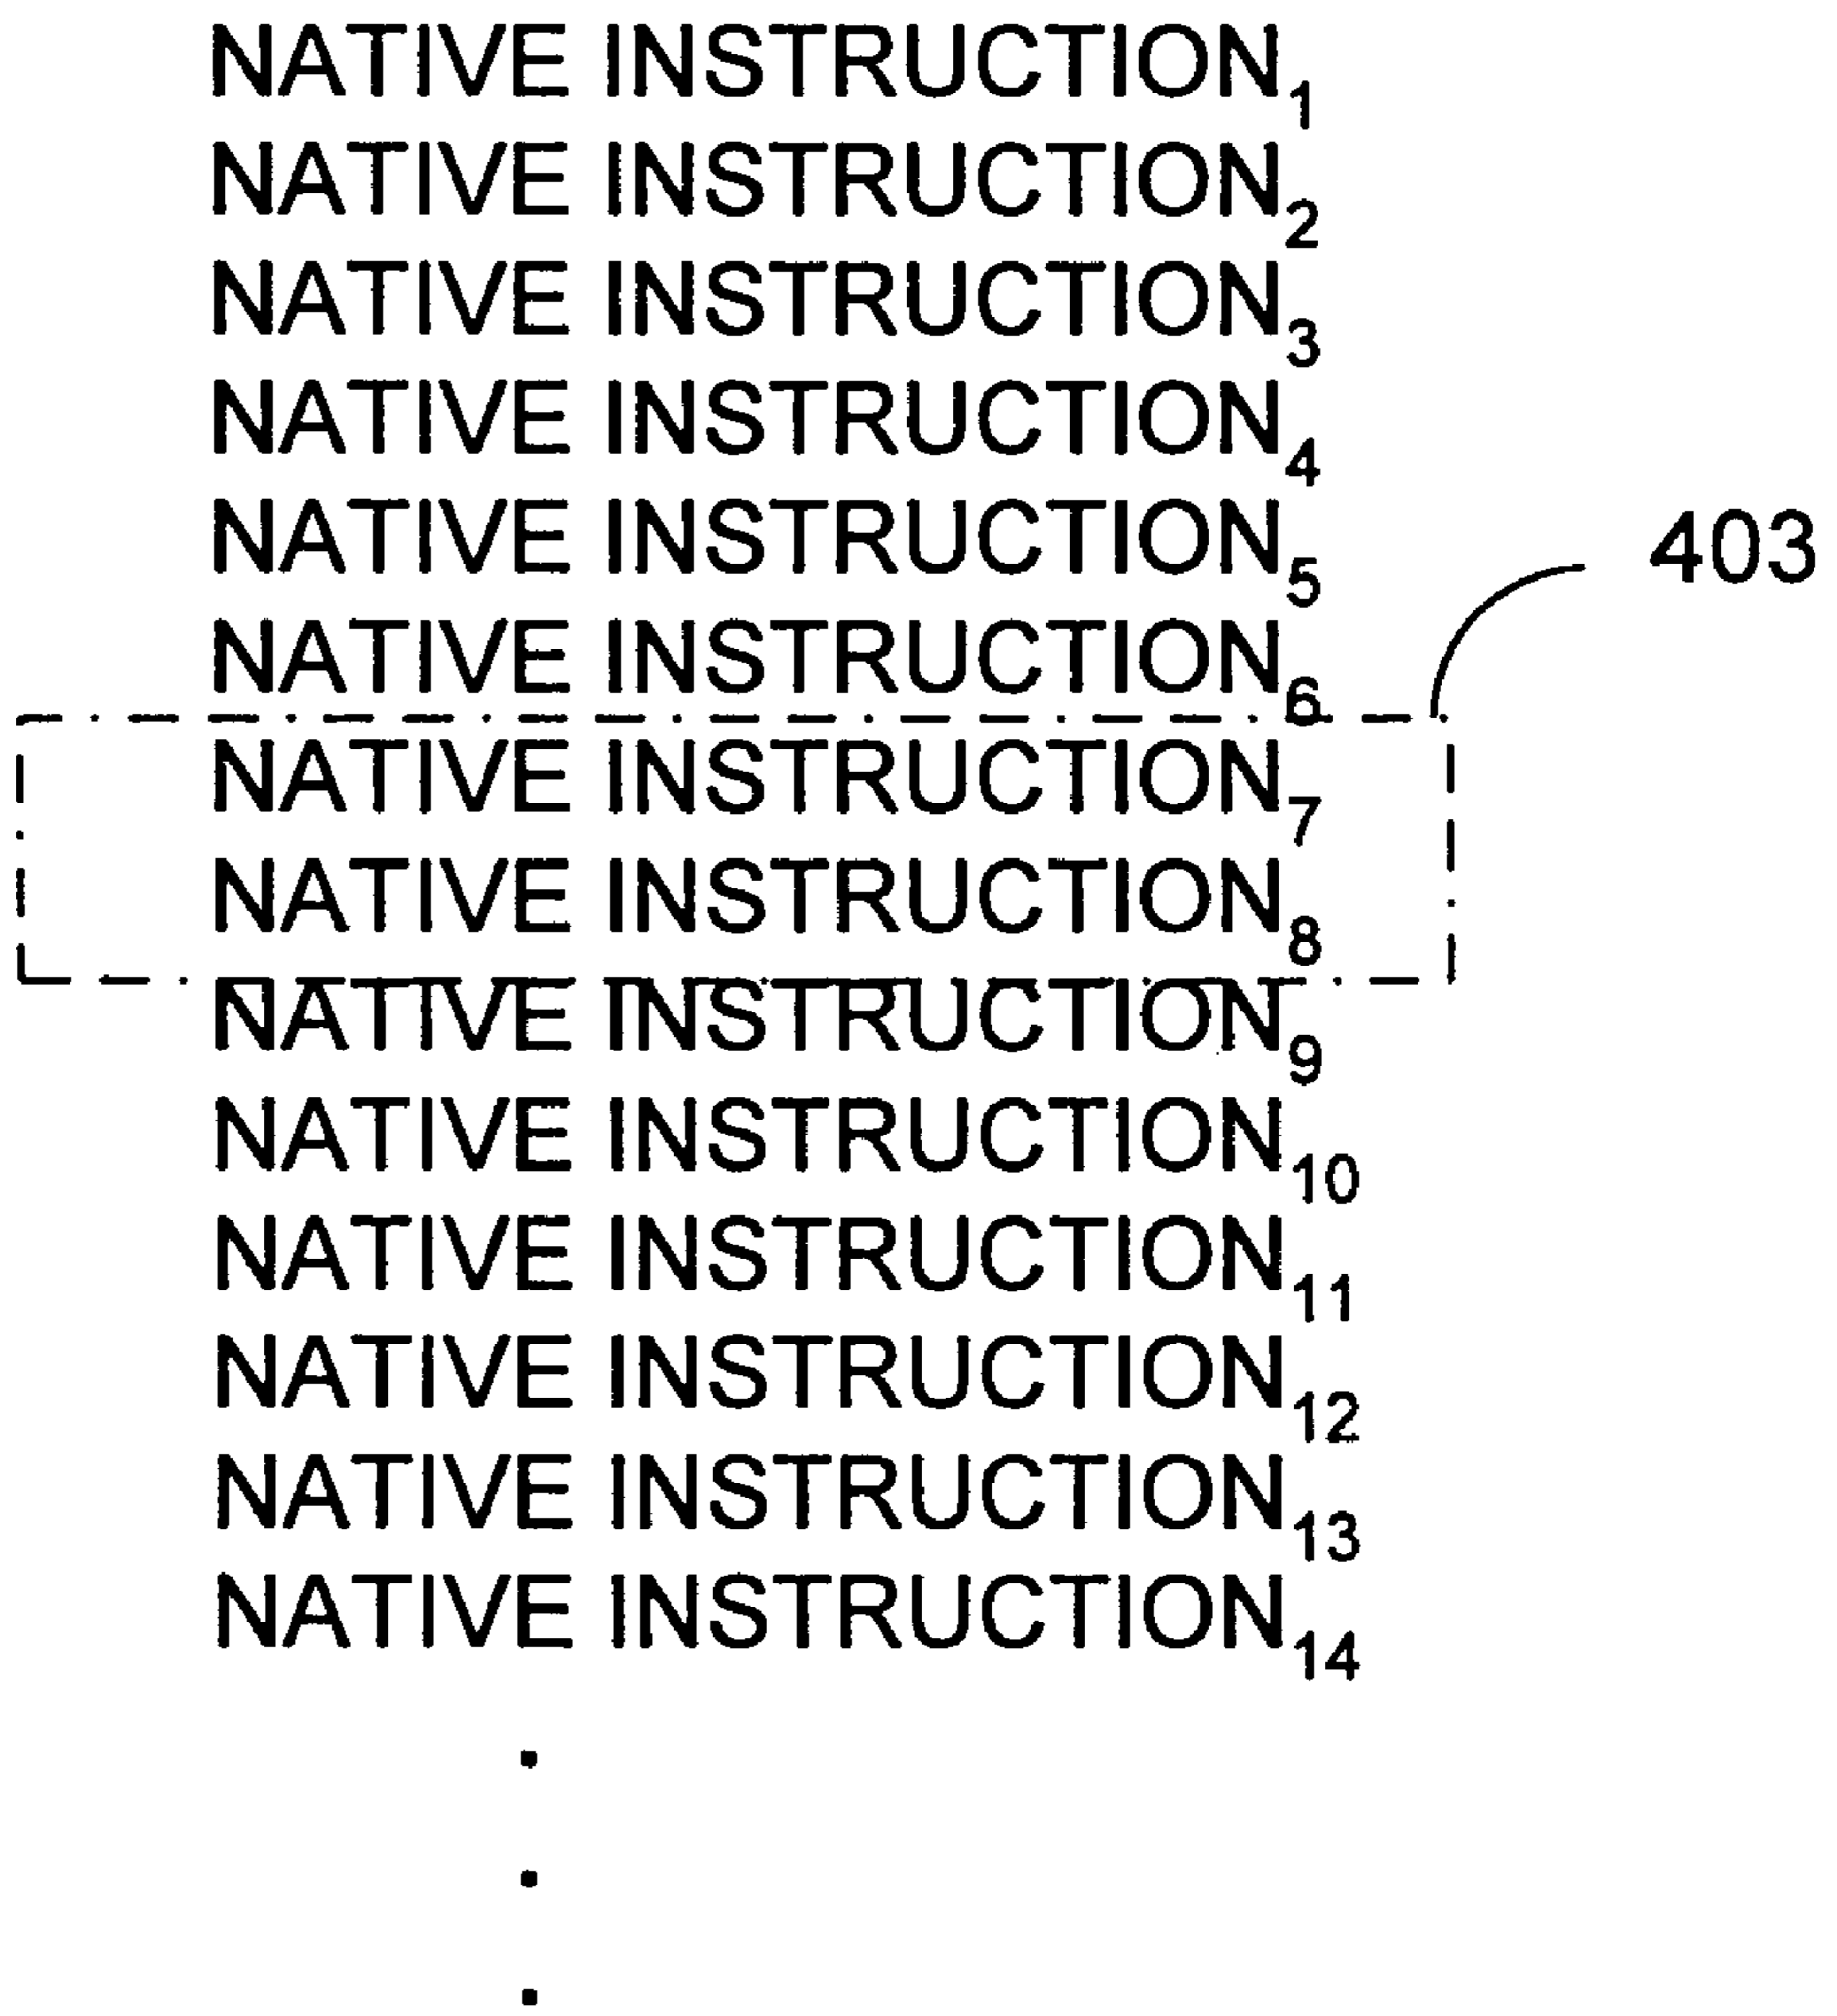 NATIVE INSTRUCTION1
NATIVE INSTRUCTION2
NATIVE INSTRUCTION3
NATIVE INSTRUCTION4
NATIVE INSTRUCTION5
403
NATIVE INSTRUCTION6
NATIVE INSTRUCTION7
NATIVE INSTRUCTION8
NATIVE INSTRUCTION9
NATIVE INSTRUCTION10
NATIVE INSTRUCTION11
NATIVE INSTRUCTION12
NATIVE INSTRUCTION13
NATIVE INSTRUCTION14
.
.
.